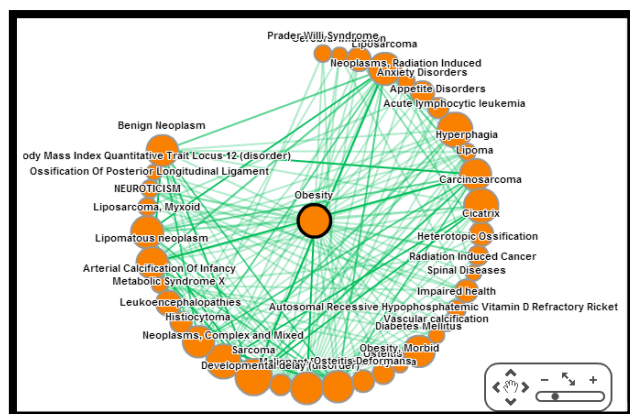 Prader Willi Syndrome
Liposarcoma
Neoplasms, Radiation Induced
Anxiety Disorders
Appetite Disorders
Acute lymphocytic leukemia
Benign Neoplasm
Hyperphagia
Lipoma
ody Mass Index Quantitative Trait Locus 12 (disorder)
Ossification Of Posterior Longitudinal Ligament
Carcinosarcoma
NEUROTICISM
Obesity
Liposarcoma, Myxoid
Cicatrix
Lipomatous neoplasm
Heterotopic Ossification
Radiation Induced Cancer
Arterial Calcification Of Infancy
Spinal Diseases
Metabolic Syndrome X
Impaired health
Leukoencephalopathies
Autosomal Recessive Hypophosphatemic Vitamin D Refractory Ricket
Histiocytoma
Vascular calcification
Diabetes Mellitus
Neoplasms, Complex and Mixed
Obesity, Morbid
Sarcoma
Osteitis Deformans
Developmental delay (disorder)